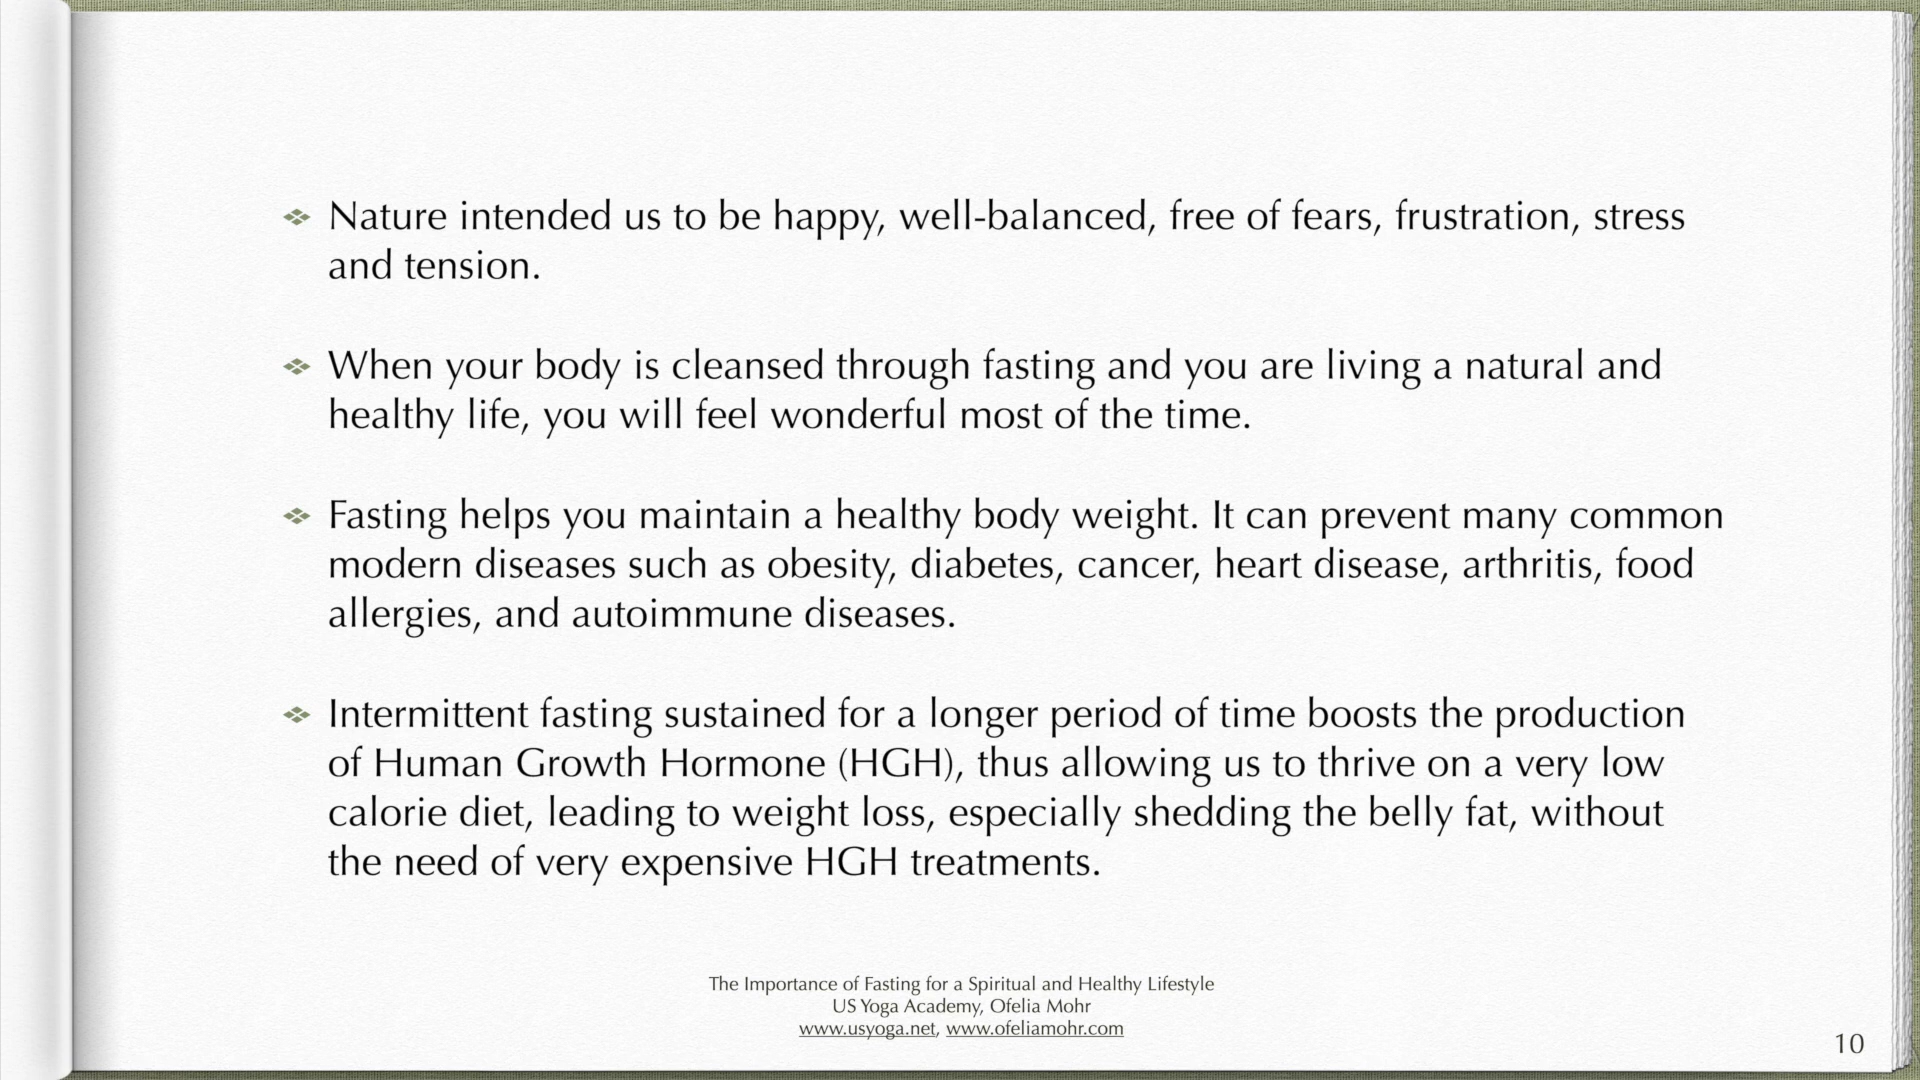 Nature intended us to be happy, well-balanced, free of fears, frustration, stress
and tension.
When your body is cleansed through fasting and you are living a natural and
healthy life, you will feel wonderful most of the time.
Fasting helps you maintain a healthy body weight. It can prevent many common
modern diseases such as obesity, diabetes, cancer, heart disease, arthritis, food
allergies, and autoimmune diseases.
Intermittent fasting sustained for a longer period of time boosts the production
of Human Growth Hormone (HGH), thus allowing us to thrive on a very low
calorie diet, leading to weight loss, especially shedding the belly fat, without
the need of very expensive HGH treatments.
The Importance of Fasting for a Spiritual and Healthy Lifestyle
US Yoga Academy, Ofelia Mohr
www.usyoga.net, www.ofeliamohr.com
10